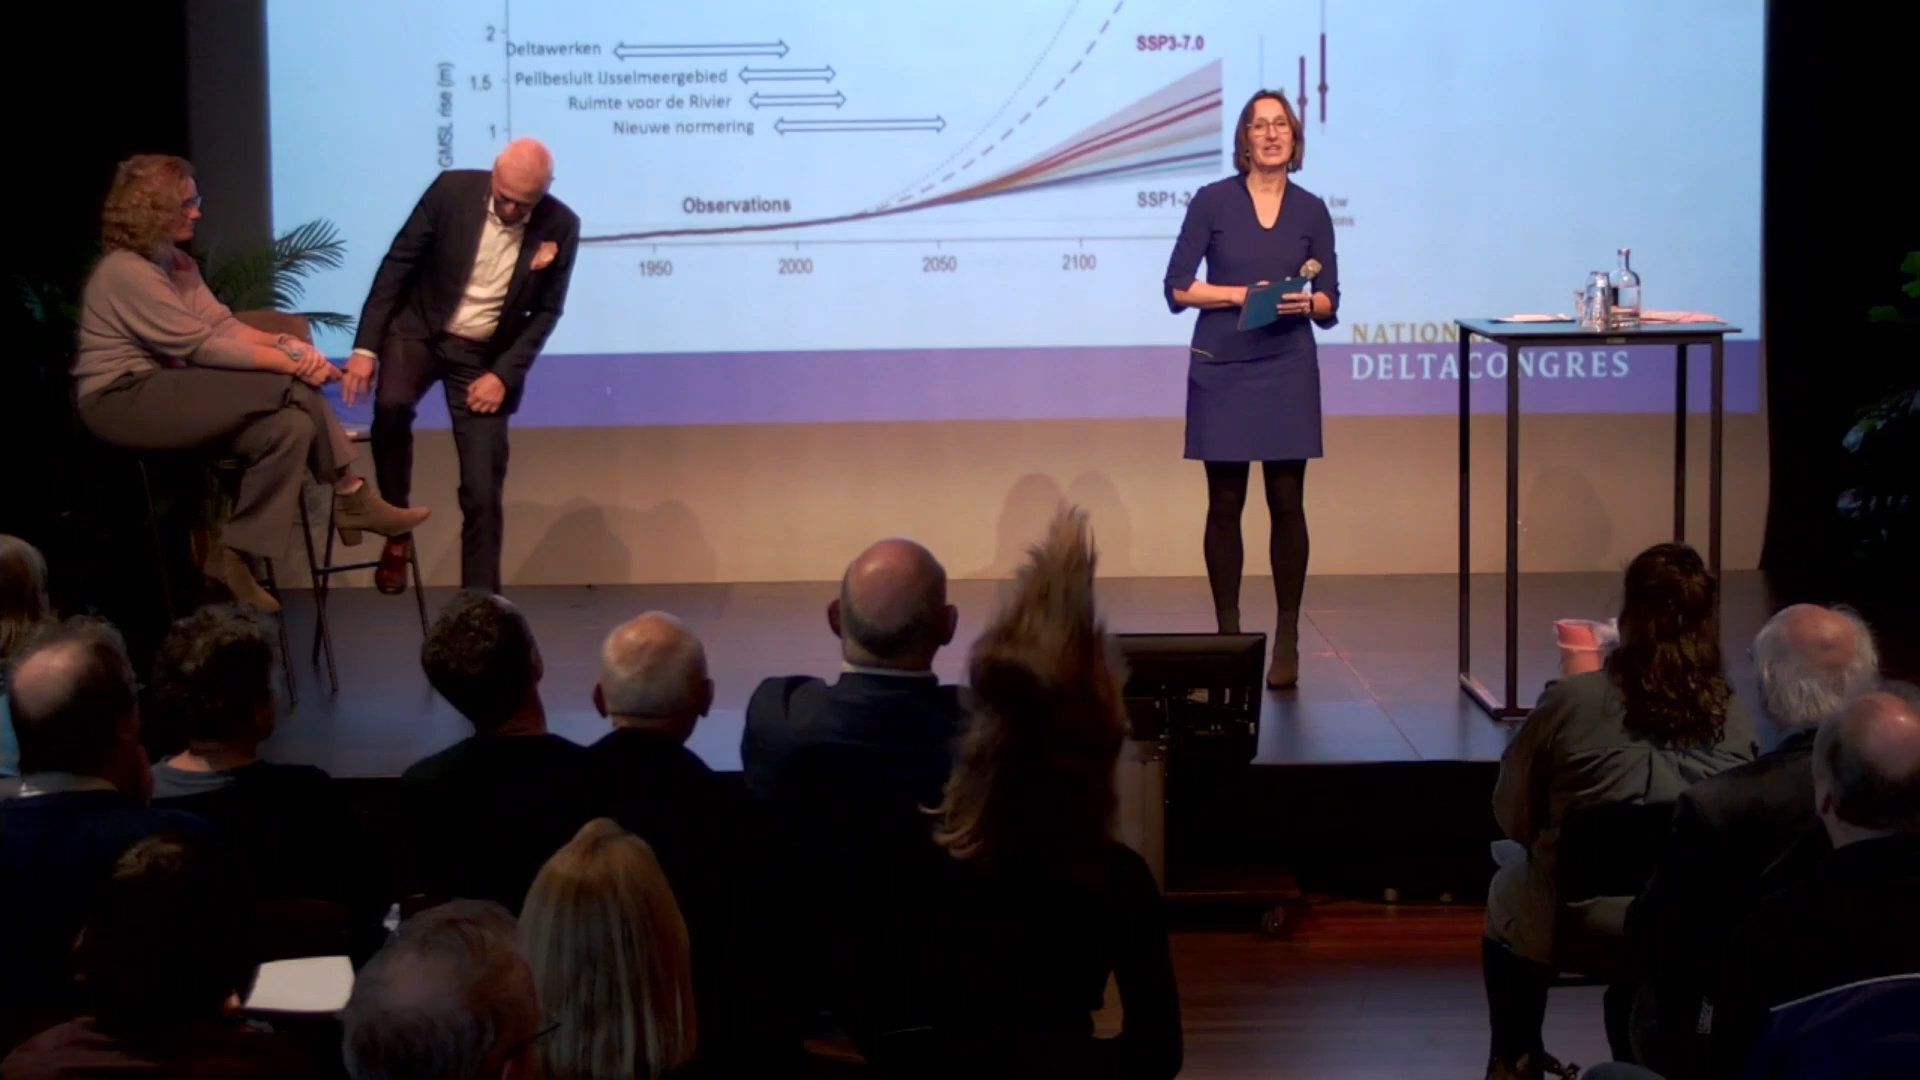 2
Deltawerken
SSP3-7.0
1.5
Peilbesluit IJsselmeergebied
GMSL rise (m)
Ruimte voor de Rivier
1
Nieuwe normering
Observations
low
1950
2000
2050
2100
DELTACONGRES